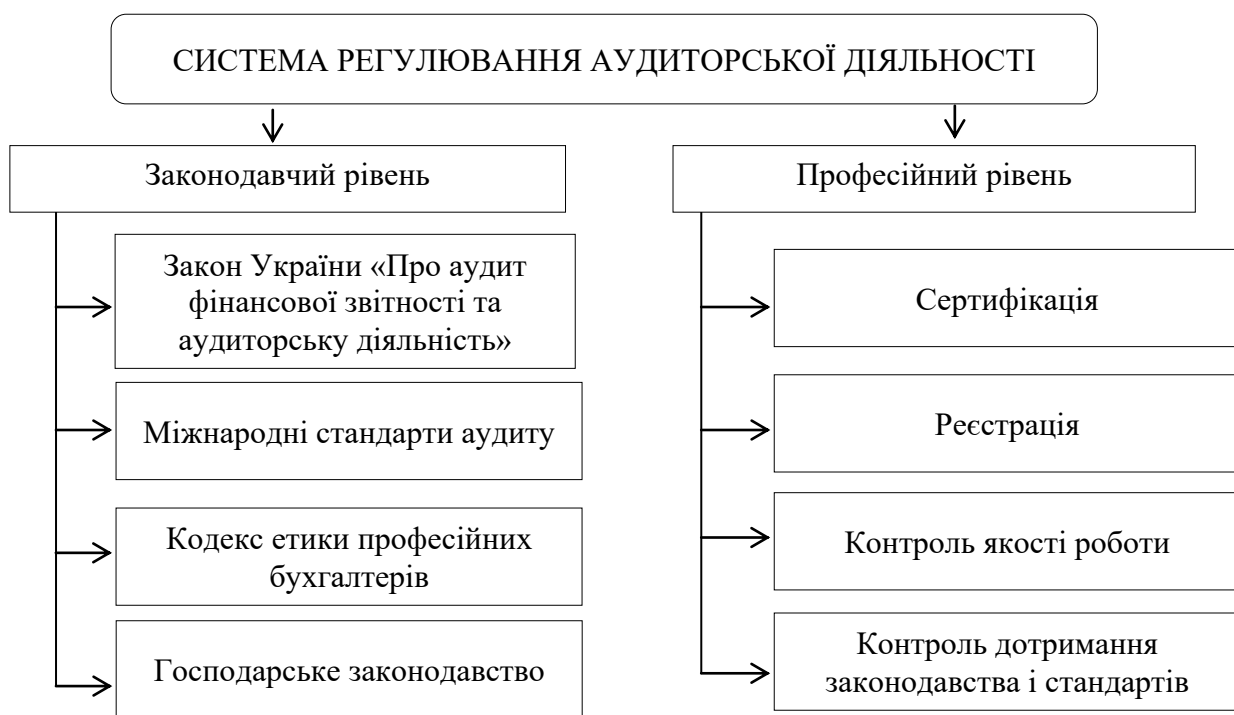 СИСТЕМА РЕГУЛЮВАННЯ АУДИТОРСЬКОЇ ДІЯЛЬНОСТІ
Законодавчий рівень
Закон України «Про аудит
фінансової звітності та
аудиторську діяльність»
Міжнародні стандарти аудиту
Кодекс етики професійних
бухгалтерів
Господарське законодавство
Професійний рівень
Сертифікація
Реєстрація
Контроль якості роботи
Контроль дотримання
законодавства і стандартів